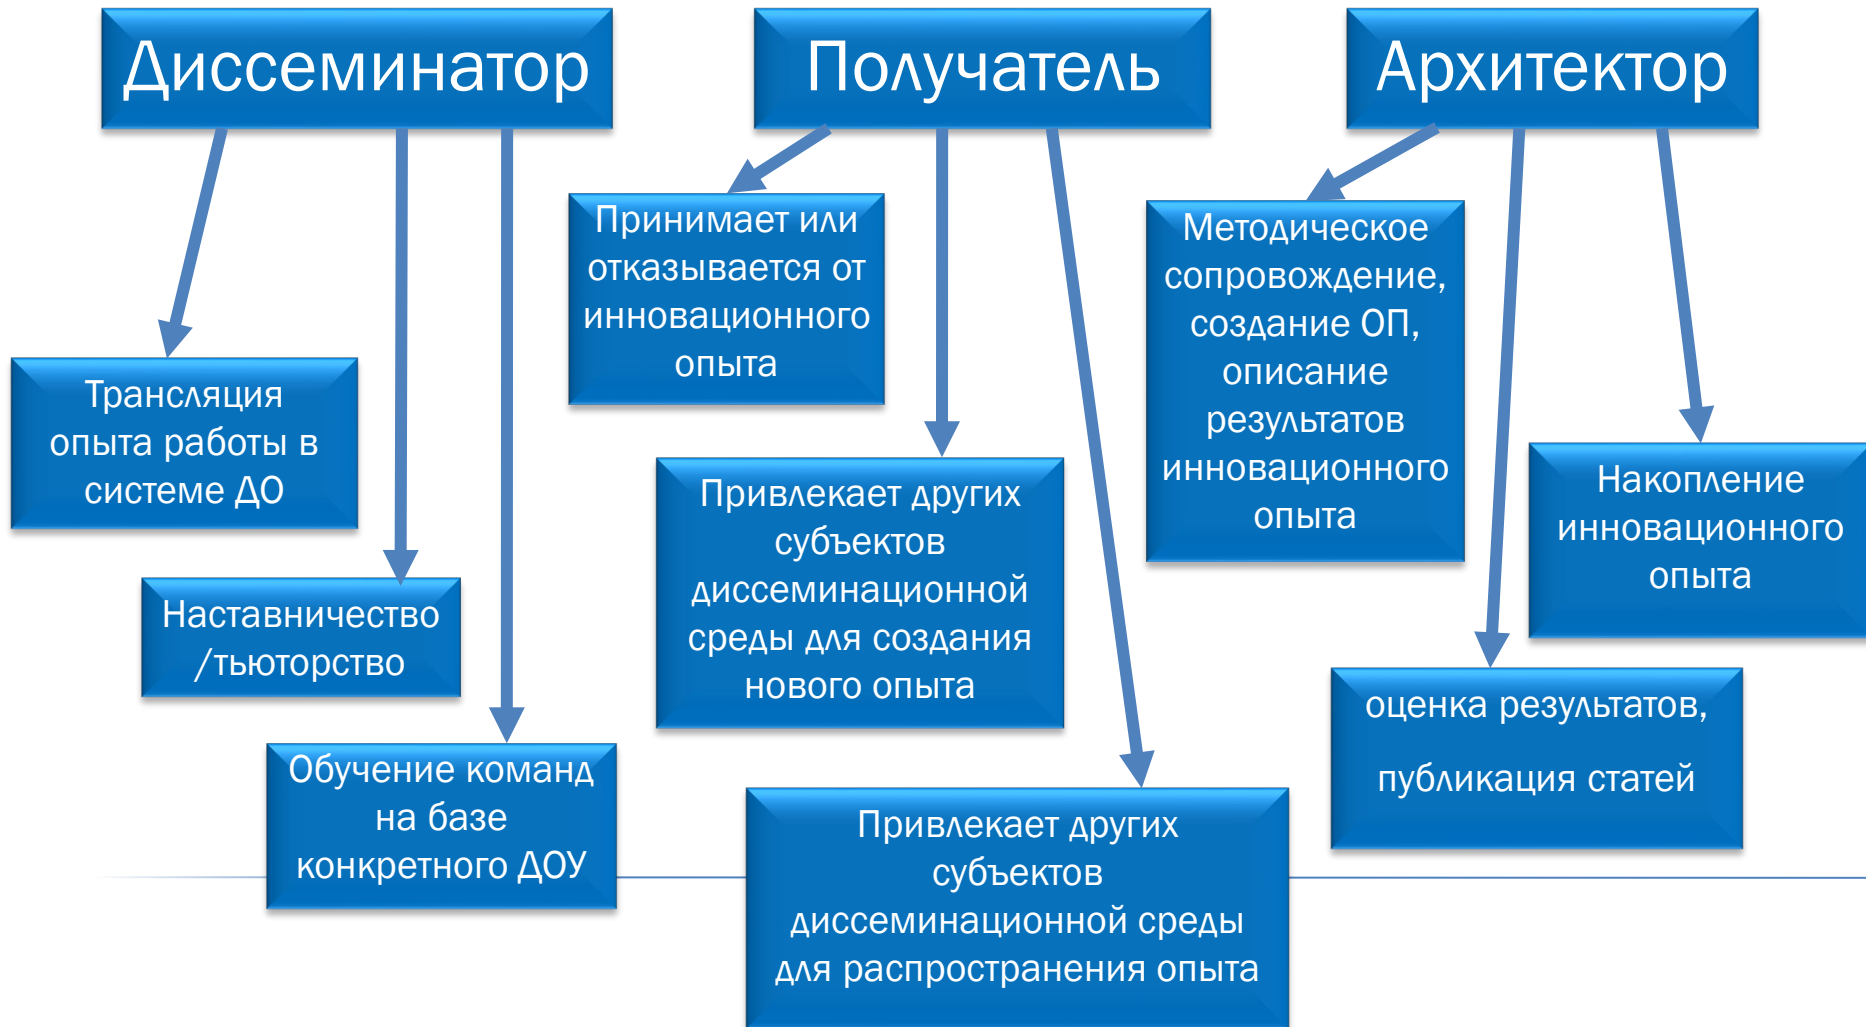 Диссеминатор
Получатель
Архитектор
Трансляция
опыта работы в
системе ДО
Наставничество
/тьюторство
Обучение команд
на базе
конкретного ДОУ
Принимает или
отказывается от
инновационного
опыта
Привлекает других
субъектов
диссеминационной
среды для создания
нового опыта
Привлекает других
субъектов
диссеминационной среды
для распространения опыта
Методическое
сопровождение,
создание ОП,
описание
результатов
инновационного
опыта
оценка результатов,
публикация статей
Накопление
инновационного
опыта